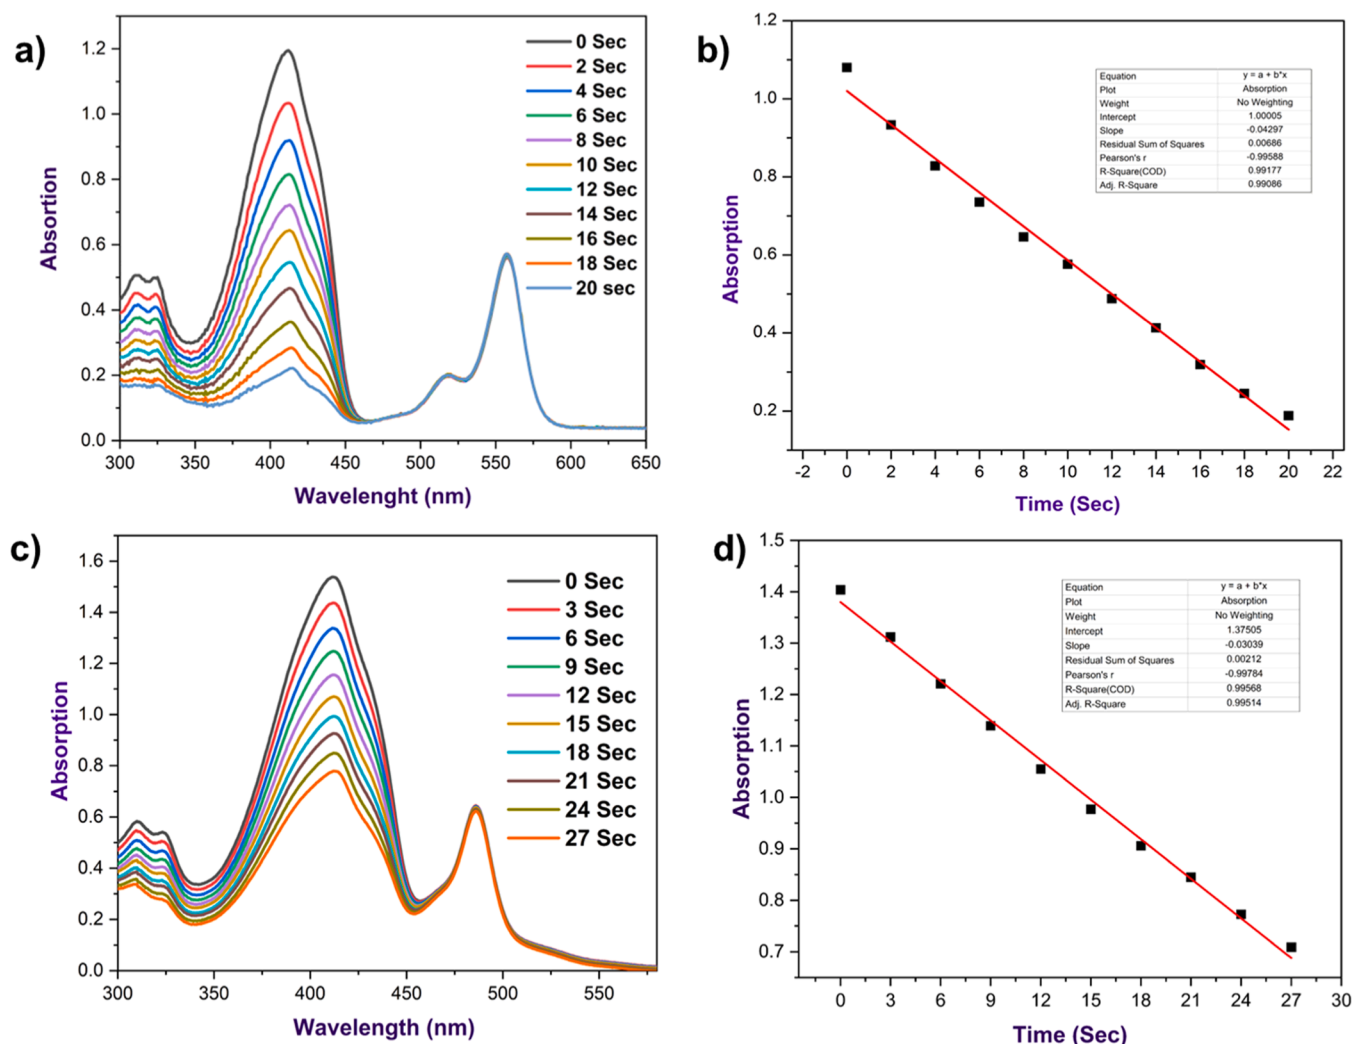 a)
Absortion
1.2
1.0
0.8
0.6
0.4
0.2
0.0
300 350 400 450 500 550 600 650
Wavelenght (nm)
0 Sec
2 Sec
4 Sec
6 Sec
8 Sec
10 Sec
12 Sec
14 Sec
16 Sec
18 Sec
20 sec
b)
Absorption
1.2
1.0
0.8
0.6
0.4
0.2
-2 0 2 4 6 8 10 12 14 16 18 20 22
Time (Sec)
Equation y = a + b*x
Plot Absorption
Weight No Weighting
Intercept 1.00005
Slope -0.04297
Residual Sum of Squares 0.00686
Pearson's r -0.99588
R-Square(COD) 0.99177
Adj. R-Square 0.99086
c)
Absorption
1.6
1.4
1.2
1.0
0.8
0.6
0.4
0.2
0.0
300 350 400 450 500 550
Wavelength (nm)
0 Sec
3 Sec
6 Sec
9 Sec
12 Sec
15 Sec
18 Sec
21 Sec
24 Sec
27 Sec
d)
Absorption
1.5
1.4
1.3
1.2
1.1
1.0
0.9
0.8
0.7
0 3 6 9 12 15 18 21 24 27 30
Time (Sec)
Equation y = a + b*x
Plot Absorption
Weight No Weighting
Intercept 1.37505
Slope -0.03039
Residual Sum of Squares 0.00212
Pearson's r -0.99784
R-Square(COD) 0.99568
Adj. R-Square 0.99514